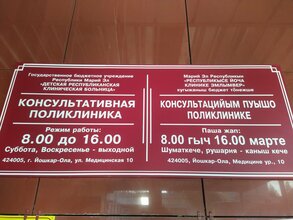 Государственное бюджетное учреждение
Республики Марий Эл
«ДЕТСКАЯ РЕСПУБЛИКАНСКАЯ
КЛИНИЧЕСКАЯ БОЛЬНИЦА»
КОНСУЛЬТАТИВНАЯ
ПОЛИКЛИНИКА
Режим работы:
8.00 до 16.00
Суббота, Воскресенье - выходной
424005, г. Йошкар-Ола, ул. Медицинская 10
Марий Эл Республикын
«РЕСПУБЛИКЫСЕ ЙОЧА
КЛИНИКЕ ЭМЛЫМВЕР»
кугыжаныш бюджет тӧнежше
КОНСУЛЬТАЦИЙЫМ ПУЫШО
ПОЛИКЛИНИКЕ
Паша жап:
8.00 гыч 16.00 марте
Шуматкече, рушарня - каныш кече
424005, г. Йошкар-Ола, Медицине ур., 10